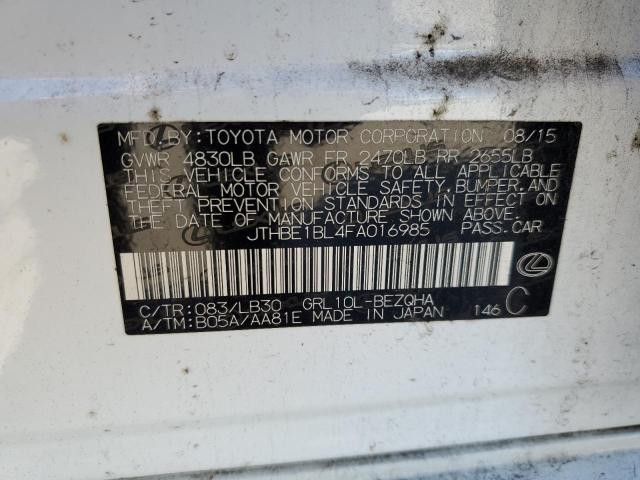 MFD. BY: TOYOTA MOTOR CORPORATION 08/15
GVWR 4830LB, GAWR FR 2470LB RR 2655LB
THIS VEHICLE CONFORMS TO ALL APPLICABLE
FEDERAL MOTOR VEHICLE SAFETY, BUMPER, AND
THEFT PREVENTION STANDARDS IN EFFECT ON
THE DATE OF MANUFACTURE SHOWN ABOVE.
JTHBE1BL4FA016985 PASS. CAR
C/TR: 083/LB30 GRL10L-BEZQHA
A/TM: B05A/AA81E MADE IN JAPAN 146 C